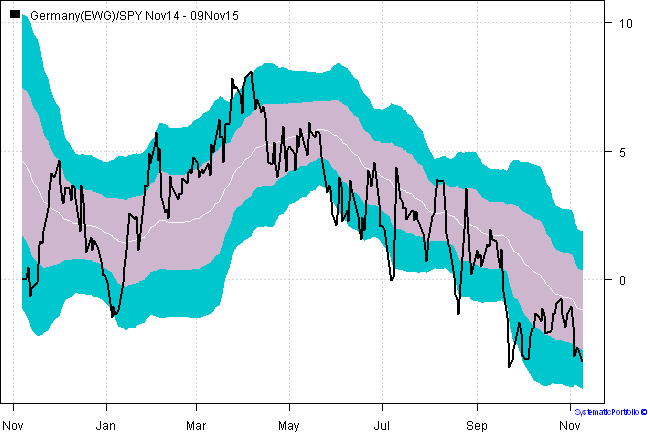 Germany(EWG)/SPY Nov14 - 09Nov15
10
5
0
Nov Jan Mar May Jul Sep Nov
SystematicPortfolio ©